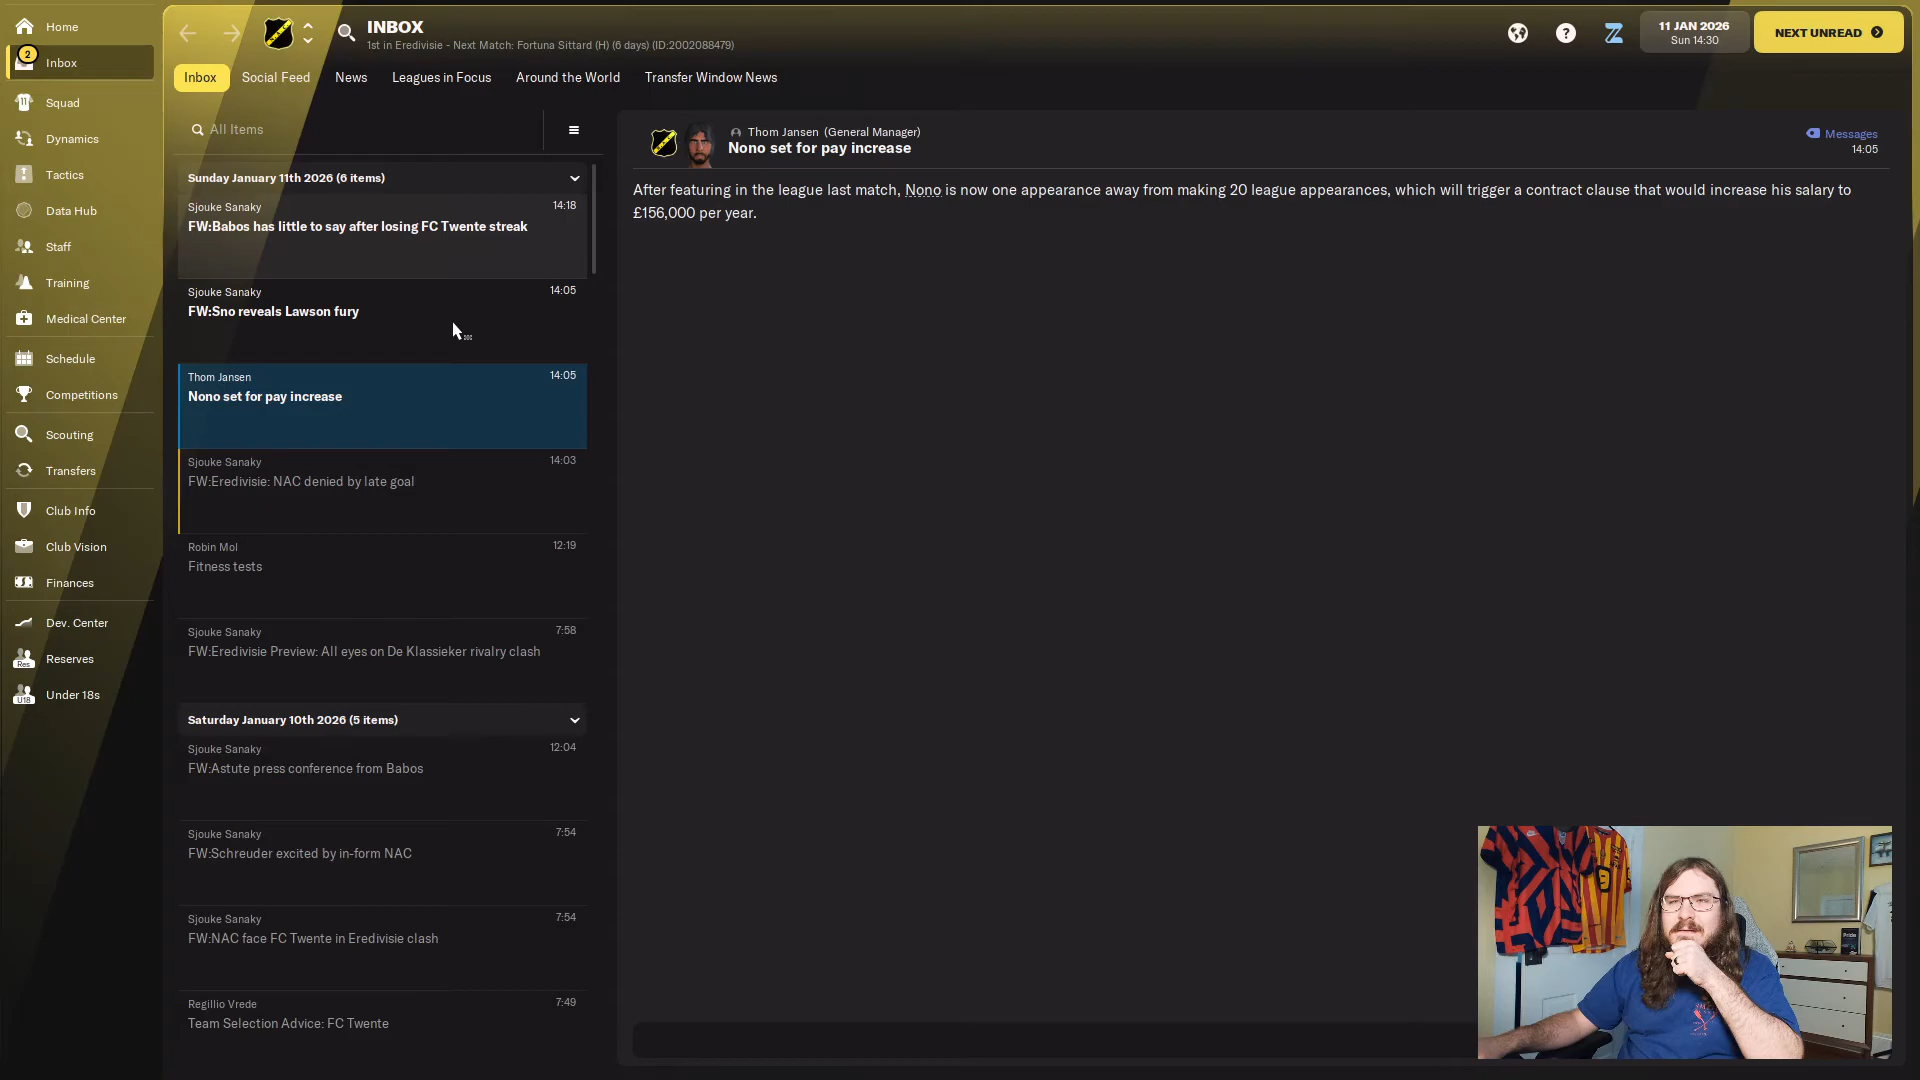 Home
2
Inbox
Squad
Dynamics
Tactics
Data Hub
Staff
Training
Medical Center
Schedule
Competitions
Scouting
Transfers
Club Info
Club Vision
Finances
Dev. Center
Res
Reserves
U18
Under 18s
INBOX
1st in Eredivisie - Next Match: Fortuna Sittard (H) (6 days) (ID:2002088479)
11 JAN 2026
Sun 14:30
NEXT UNREAD
Inbox Social Feed News Leagues in Focus Around the World Transfer Window News
All Items
Sunday January 11th 2026 (6 items)
Sjouke Sanaky 14:18
FW:Babos has little to say after losing FC Twente streak
Sjouke Sanaky 14:05
FW:Sno reveals Lawson fury
Thom Jansen 14:05
Nono set for pay increase
Sjouke Sanaky 14:03
FW:Eredivisie: NAC denied by late goal
Robin Mol 12:19
Fitness tests
Sjouke Sanaky 7:58
FW:Eredivisie Preview: All eyes on De Klassieker rivalry clash
Saturday January 10th 2026 (5 items)
Sjouke Sanaky 12:04
FW:Astute press conference from Babos
Sjouke Sanaky 7:54
FW:Schreuder excited by in-form NAC
Sjouke Sanaky 7:54
FW:NAC face FC Twente in Eredivisie clash
Regillio Vrede 7:49
Team Selection Advice: FC Twente
Thom Jansen (General Manager)
Nono set for pay increase
Messages
14:05
After featuring in the league last match, Nono is now one appearance away from making 20 league appearances, which will trigger a contract clause that would increase his salary to
£156,000 per year.
Pride